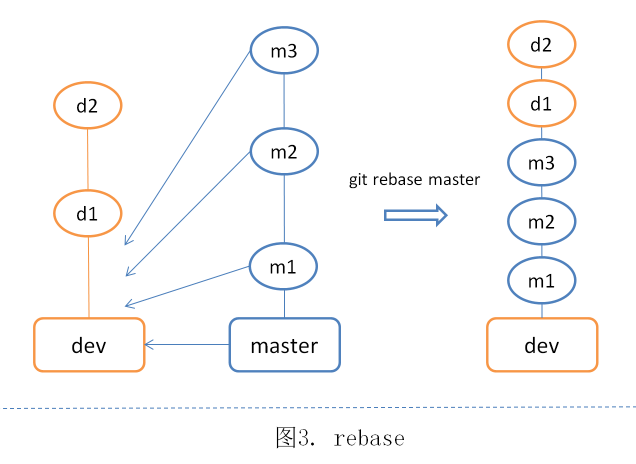 m3
d2
m2
d1
m1
dev
master
git rebase master
d2
d1
m3
m2
m1
dev
图3. rebase